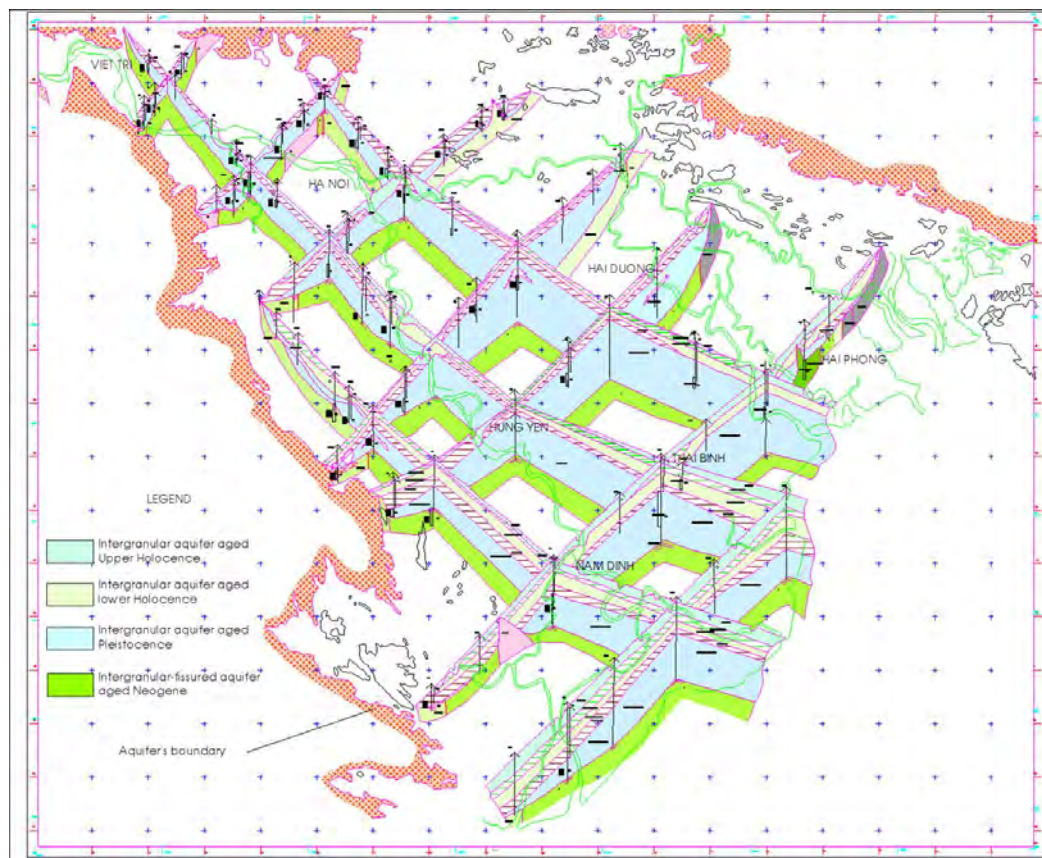 VIET TRI
HA NOI
HAI DUONG
HAI PHONG
HUNG YEN
THAI BINH
LEGEND
Intergranular aquifer aged
Upper Holocence
NAM DINH
Intergranular aquifer aged
lower Holocence
Intergranular aquifer aged
Pleistocence
Intergranular-fissured aquifer
aged Neogene
Aquifer's boundary